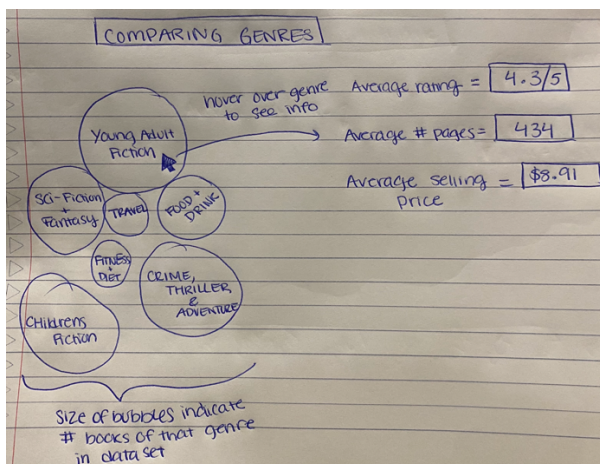 COMPARING GENRES
Young Adult
Fiction
hover over genre
to see info
Average rating = 4.3/5
Average # pages = 434
Average selling = $8.91
price
Sci-Fiction
+
Fantasy
TRAVEL
FOOD +
DRINK
FITNESS
+
DIET
CRIME,
THRILLER
&
ADVENTURE
CHildrens
Fiction
Size of bubbles indicate
# books of that genre
in dataset